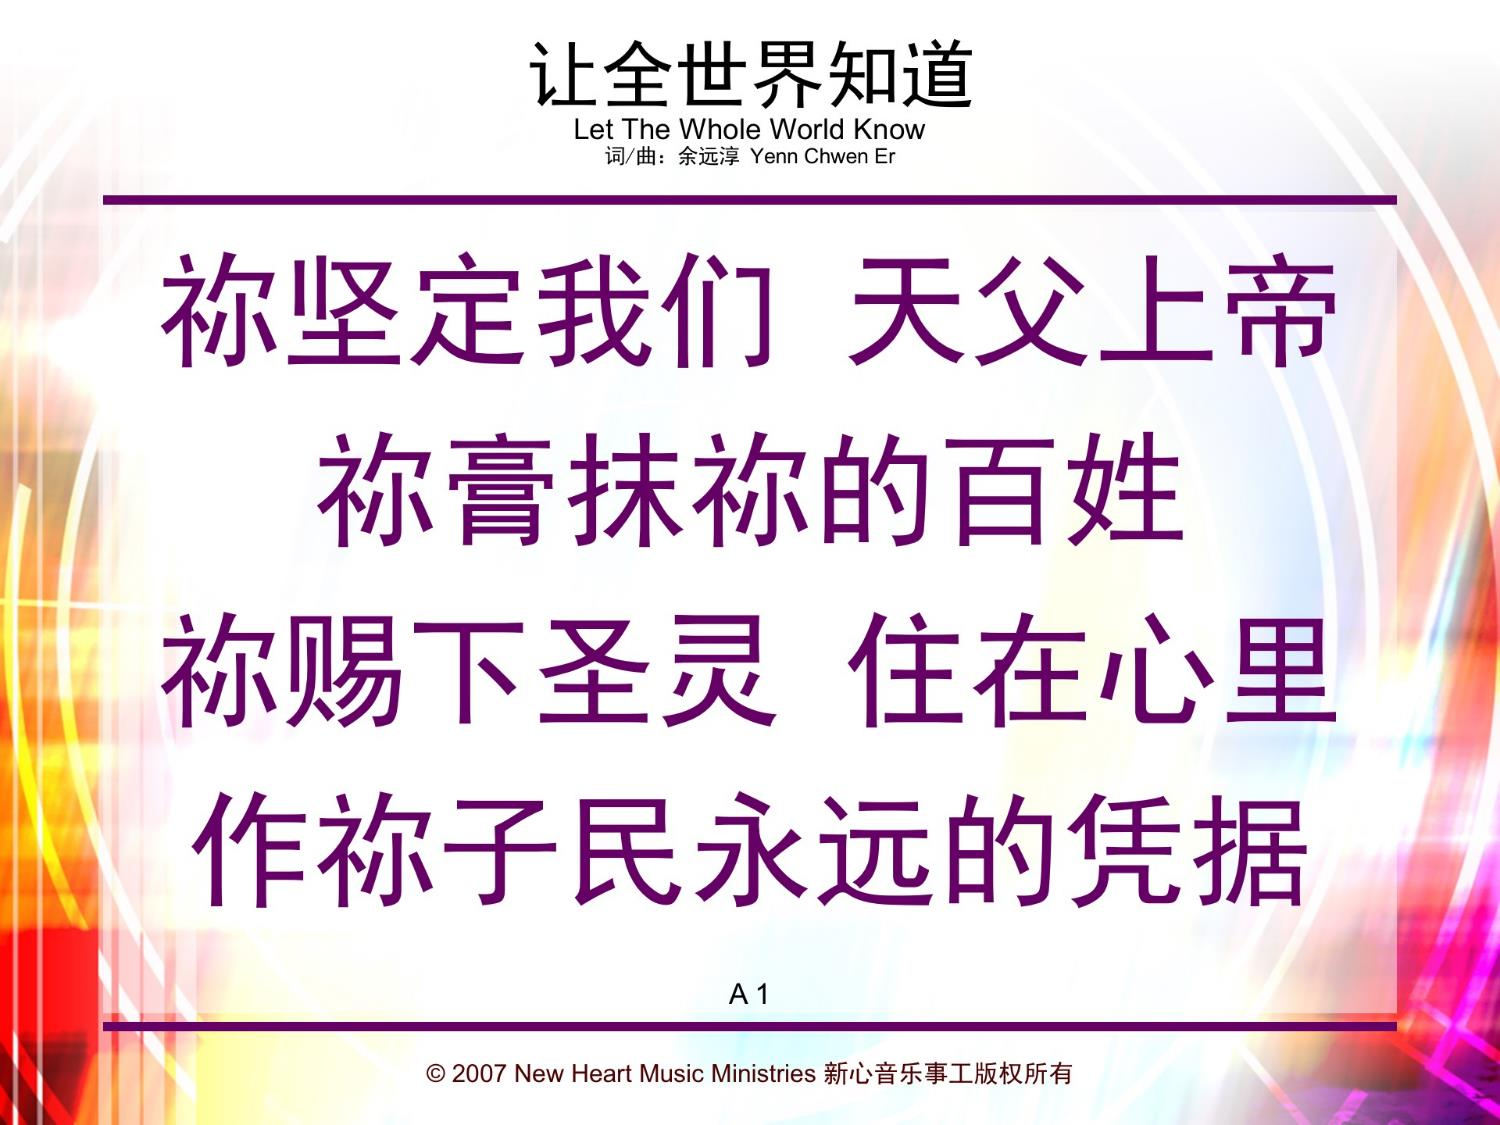 让全世界知道
Let The Whole World Know
词/曲：余远淳 Yenn Chwen Er
祢坚定我们 天父上帝
祢膏抹祢的百姓
祢赐下圣灵 住在心里
作祢子民永远的凭据
A 1
© 2007 New Heart Music Ministries 新心音乐事工版权所有